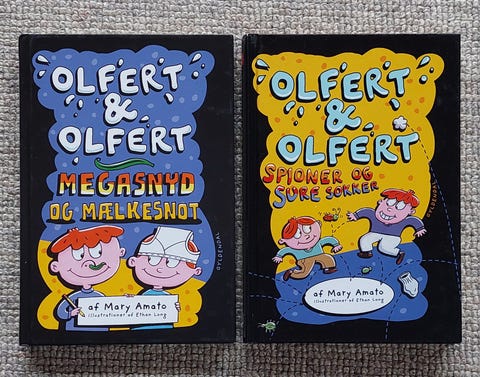 OLFERT
&
OLFERT
MEGASNYD
OG MÆLKESNOT
GYLDENDAL
af Mary Amato
illustrationer af Ethan Long
OLFERT
&
OLFERT
SPIONER OG
SURE SOKKER
GYLDENDAL
af Mary Amato
illustrationer af Ethan Long